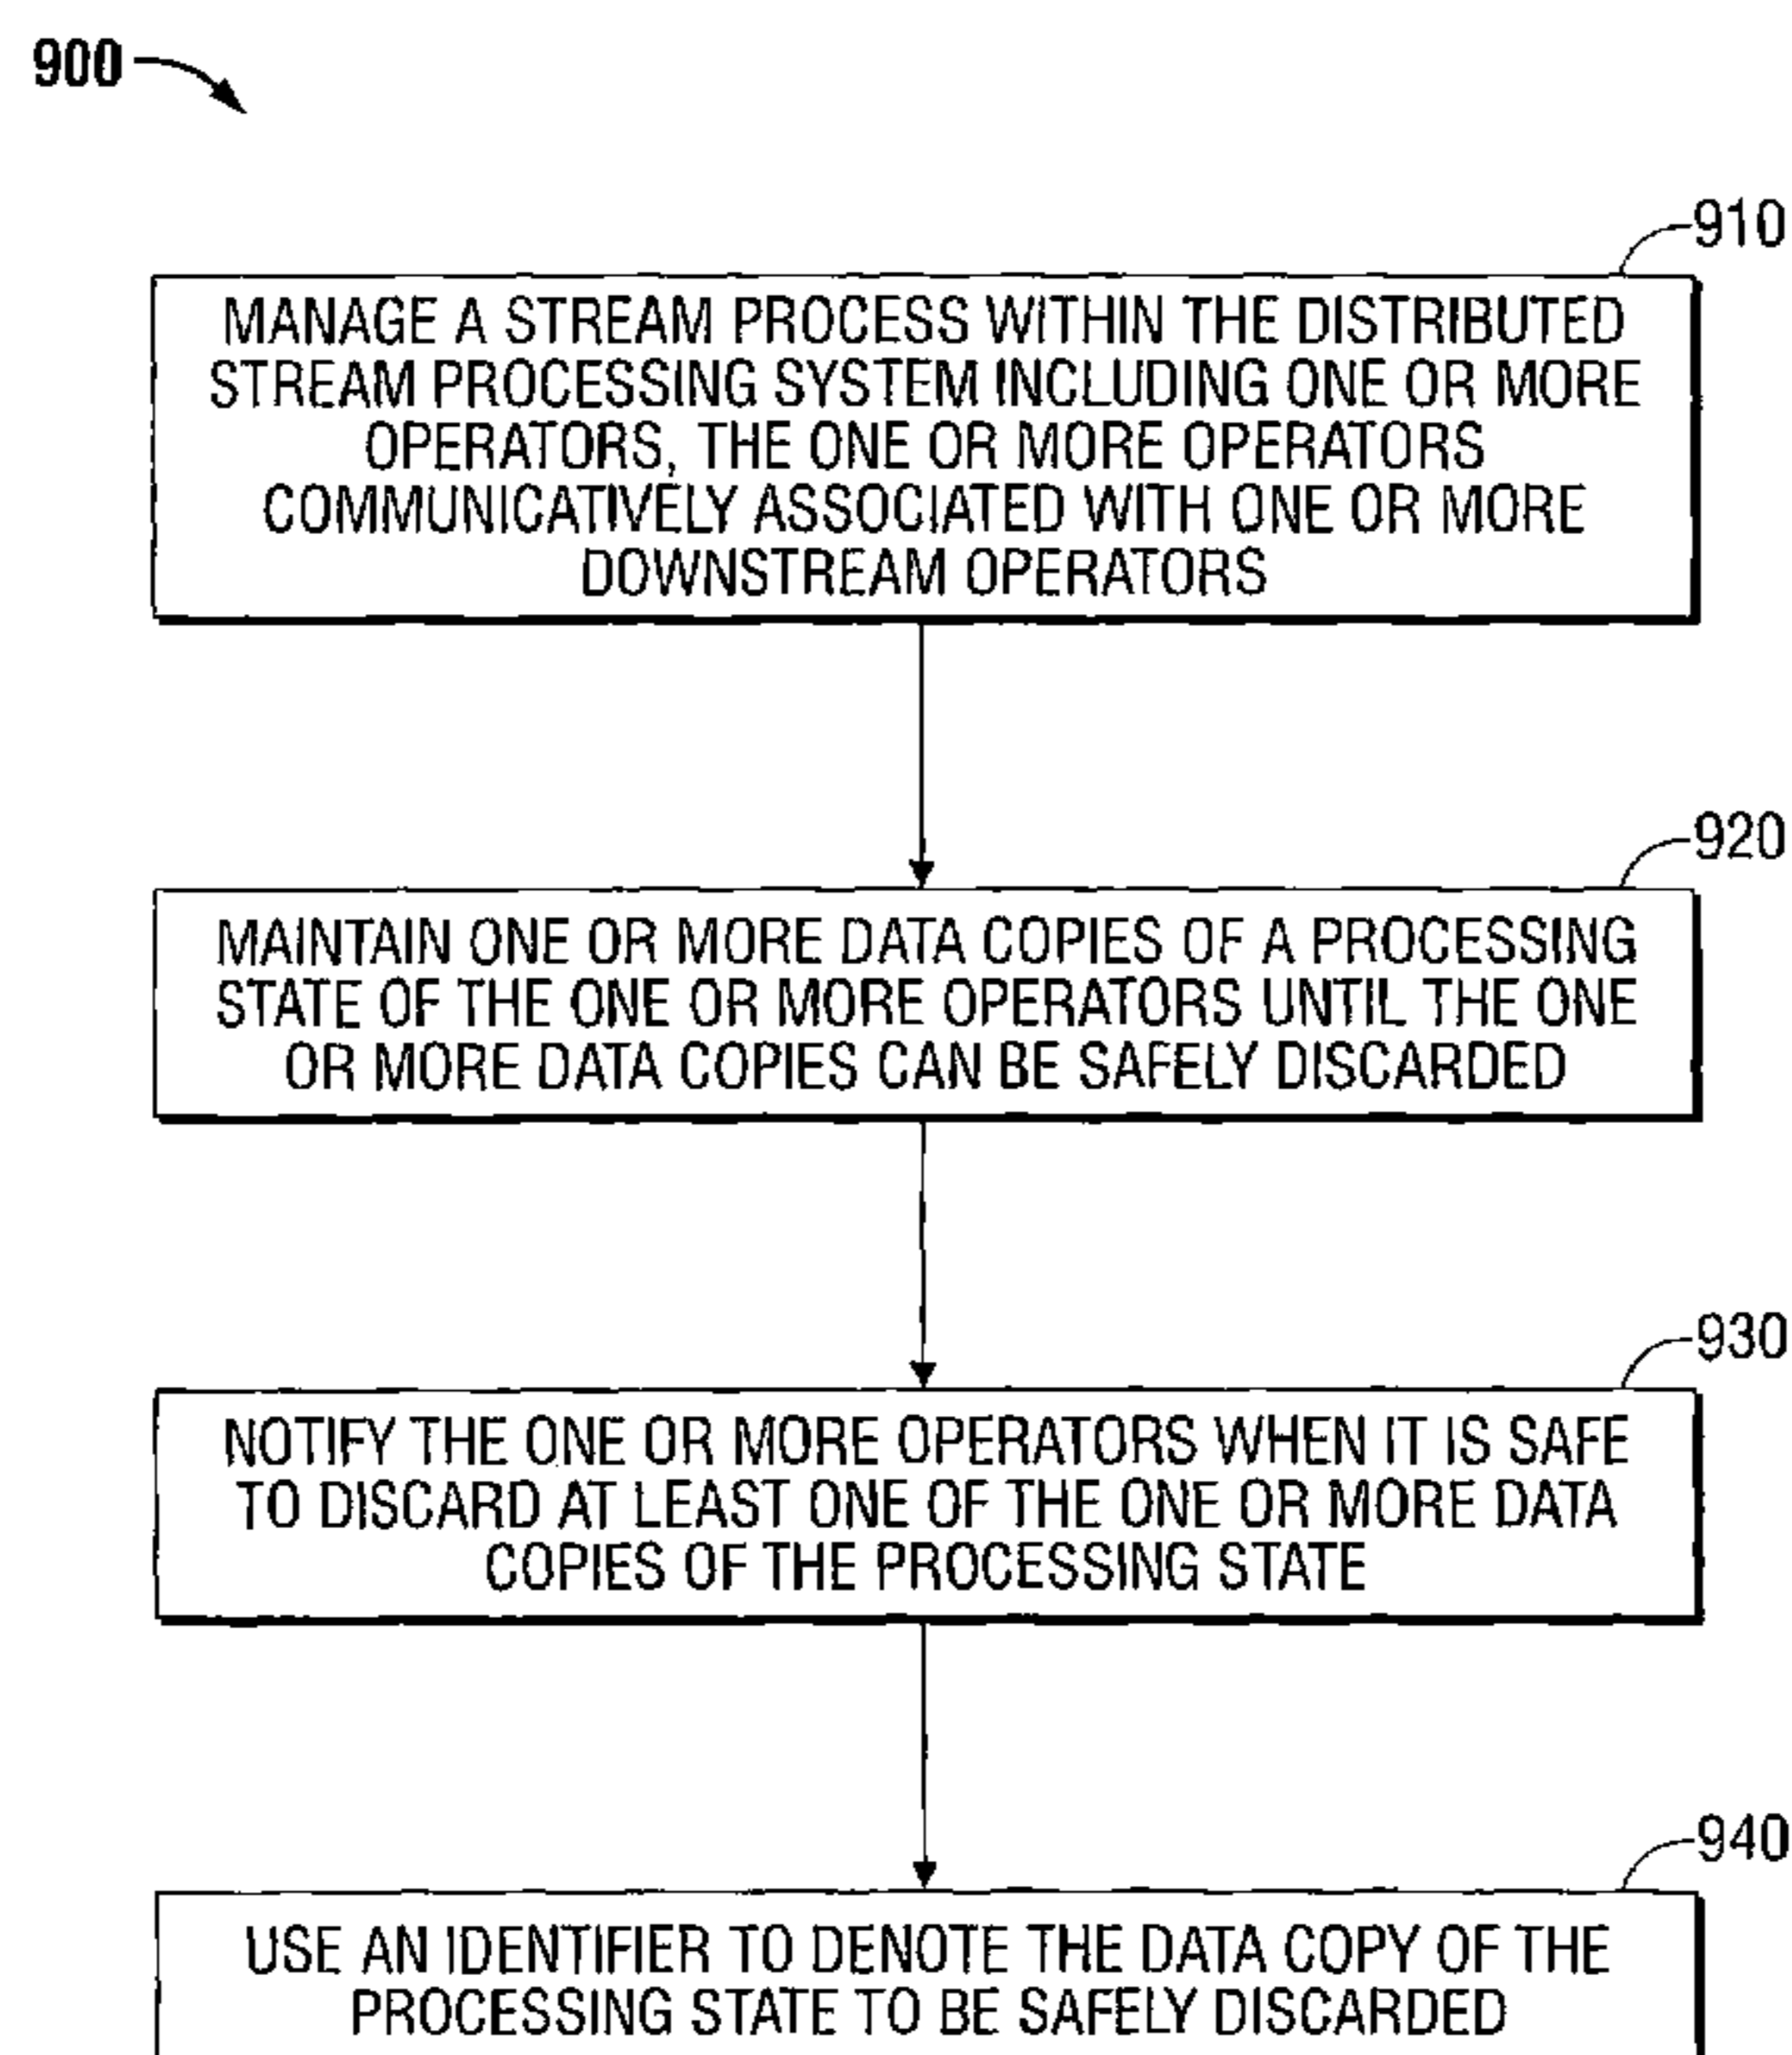 900
910
MANAGE A STREAM PROCESS WITHIN THE DISTRIBUTED
STREAM PROCESSING SYSTEM INCLUDING ONE OR MORE
OPERATORS, THE ONE OR MORE OPERATORS
COMMUNICATIVELY ASSOCIATED WITH ONE OR MORE
DOWNSTREAM OPERATORS
920
MAINTAIN ONE OR MORE DATA COPIES OF A PROCESSING
STATE OF THE ONE OR MORE OPERATORS UNTIL THE ONE
OR MORE DATA COPIES CAN BE SAFELY DISCARDED
930
NOTIFY THE ONE OR MORE OPERATORS WHEN IT IS SAFE
TO DISCARD AT LEAST ONE OF THE ONE OR MORE DATA
COPIES OF THE PROCESSING STATE
940
USE AN IDENTIFIER TO DENOTE THE DATA COPY OF THE
PROCESSING STATE TO BE SAFELY DISCARDED